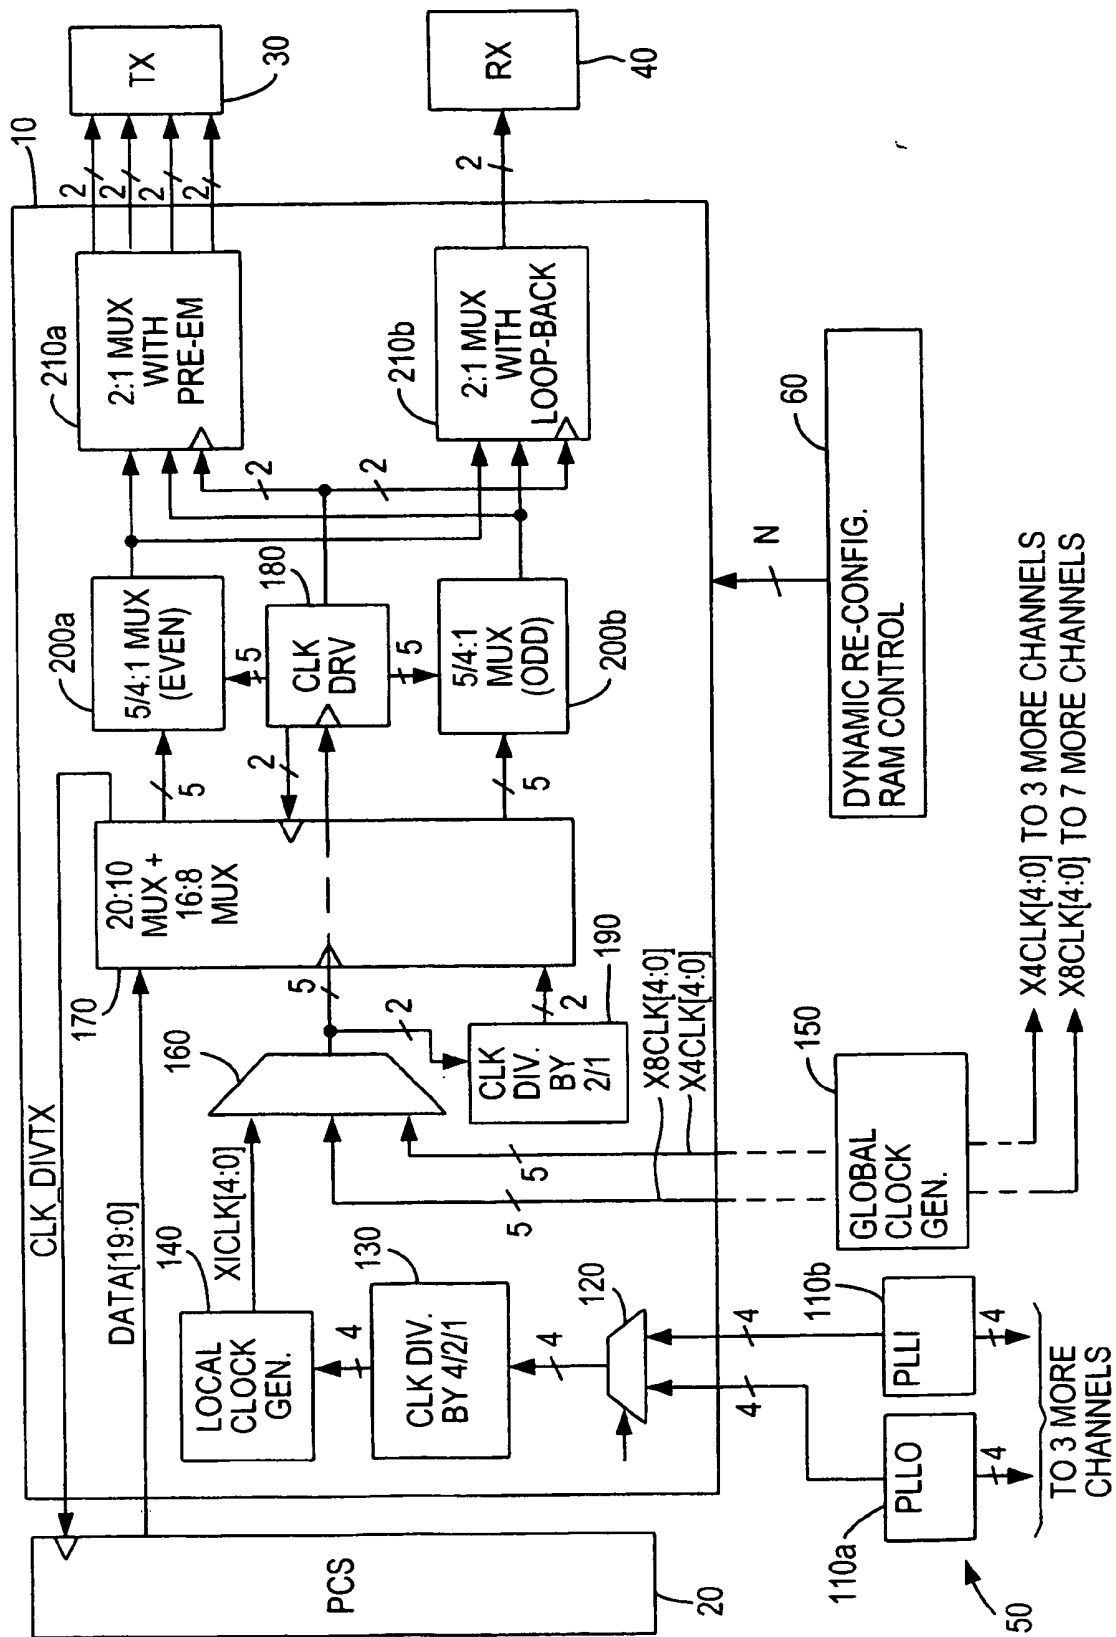 10
TX
30
RX
40
2
2
2
2
2
210a
2:1 MUX
WITH
PRE-EM
210b
2:1 MUX
WITH
LOOP-BACK
2
2
200a
5/4:1 MUX
(EVEN)
5
180
CLK
DRV
5
5/4:1
MUX
(ODD)
200b
5
2
5
20:10
MUX +
16:8
MUX
170
5
2
2
190
CLK
DIV.
BY
2/1
160
X8CLK[4:0]
X4CLK[4:0]
5
5
CLK_DIVTX
DATA[19:0]
XICLK[4:0]
140
LOCAL
CLOCK
GEN.
4
130
CLK DIV.
BY 4/2/1
4
120
4
4
PCS
20
N
60
DYNAMIC RE-CONFIG.
RAM CONTROL
150
GLOBAL
CLOCK
GEN.
X4CLK[4:0] TO 3 MORE CHANNELS
X8CLK[4:0] TO 7 MORE CHANNELS
110b
PLLI
4
110a
PLLO
4
TO 3 MORE
CHANNELS
50